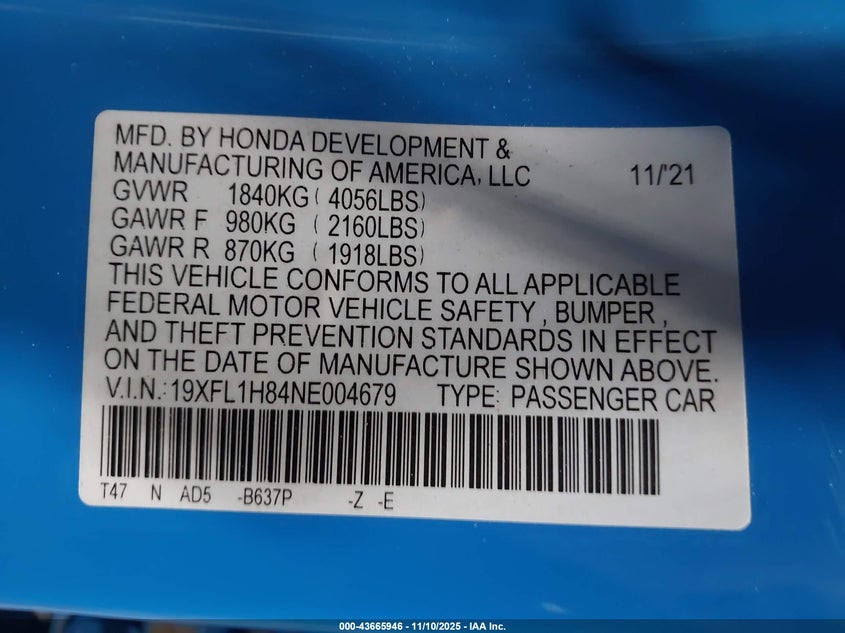 MFD. BY HONDA DEVELOPMENT &
MANUFACTURING OF AMERICA, LLC 11/'21
GVWR 1840KG ( 4056LBS)
GAWR F 980KG ( 2160LBS)
GAWR R 870KG ( 1918LBS)
THIS VEHICLE CONFORMS TO ALL APPLICABLE
FEDERAL MOTOR VEHICLE SAFETY , BUMPER ,
AND THEFT PREVENTION STANDARDS IN EFFECT
ON THE DATE OF MANUFACTURE SHOWN ABOVE.
V.I.N.: 19XFL1H84NE004679 TYPE: PASSENGER CAR
T47 N AD5 -B637P -Z -E
000-43665946 - 11/10/2025 - IAA Inc.